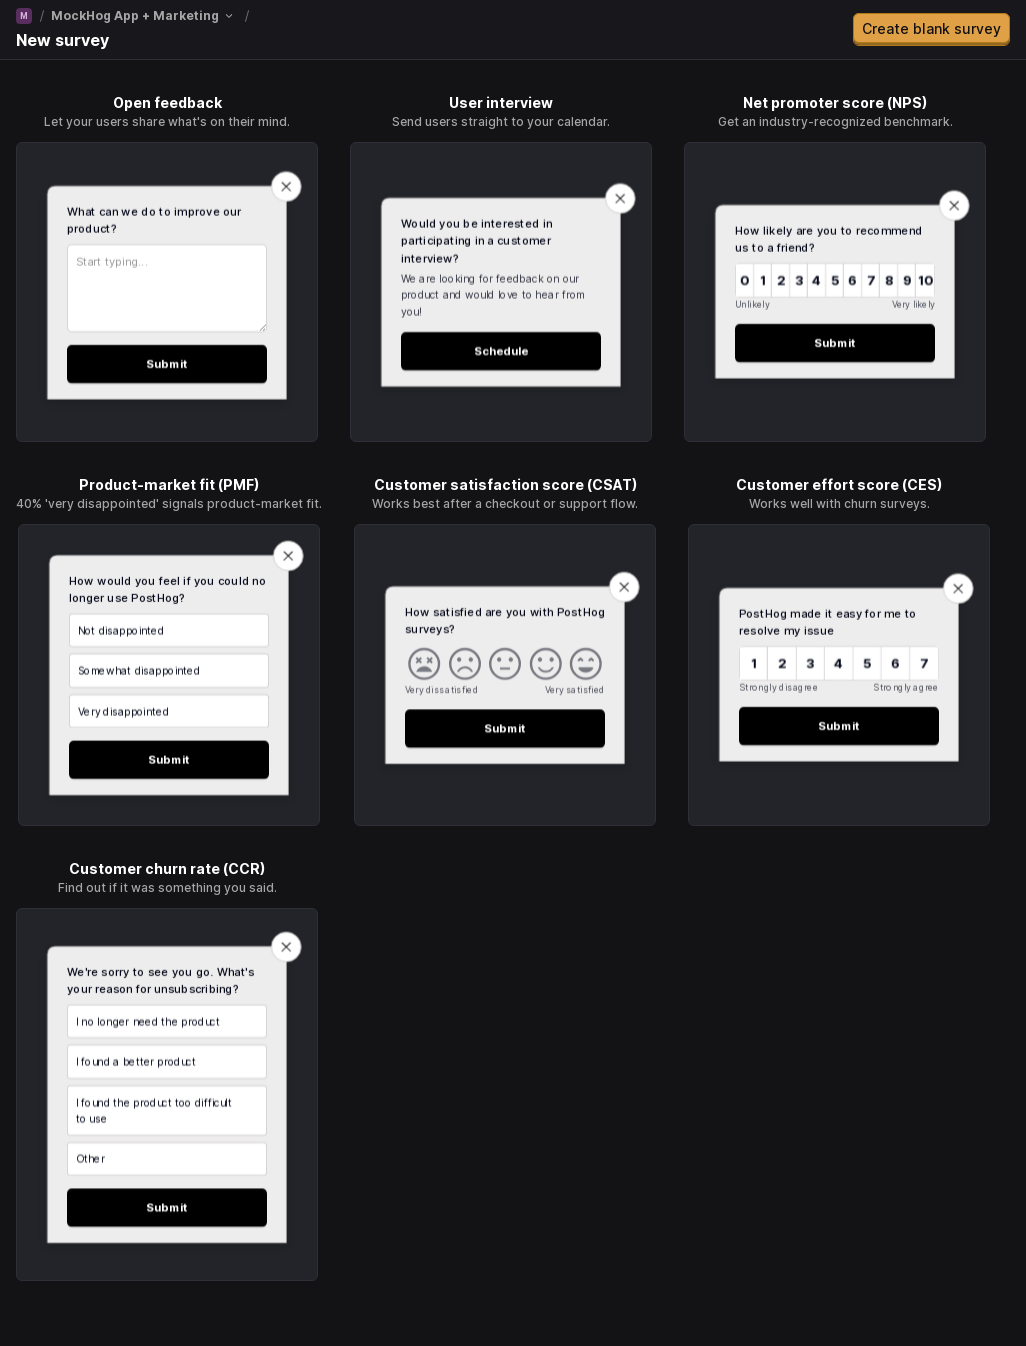 M / MockHog App + Marketing /
New survey
Create blank survey
Open feedback
Let your users share what's on their mind.
What can we do to improve our
product?
Start typing...
Submit
User interview
Send users straight to your calendar.
Would you be interested in
participating in a customer
interview?
We are looking for feedback on our
product and would love to hear from
you!
Schedule
Net promoter score (NPS)
Get an industry-recognized benchmark.
How likely are you to recommend
us to a friend?
0 1 2 3 4 5 6 7 8 9 10
Unlikely Very likely
Submit
Product-market fit (PMF)
40% 'very disappointed' signals product-market fit.
How would you feel if you could no
longer use PostHog?
Not disappointed
Somewhat disappointed
Very disappointed
Submit
Customer satisfaction score (CSAT)
Works best after a checkout or support flow.
How satisfied are you with PostHog
surveys?
Very dissatisfied Very satisfied
Submit
Customer effort score (CES)
Works well with churn surveys.
PostHog made it easy for me to
resolve my issue
1 2 3 4 5 6 7
Strongly disagree Strongly agree
Submit
Customer churn rate (CCR)
Find out if it was something you said.
We're sorry to see you go. What's
your reason for unsubscribing?
I no longer need the product
I found a better product
I found the product too difficult
to use
Other
Submit